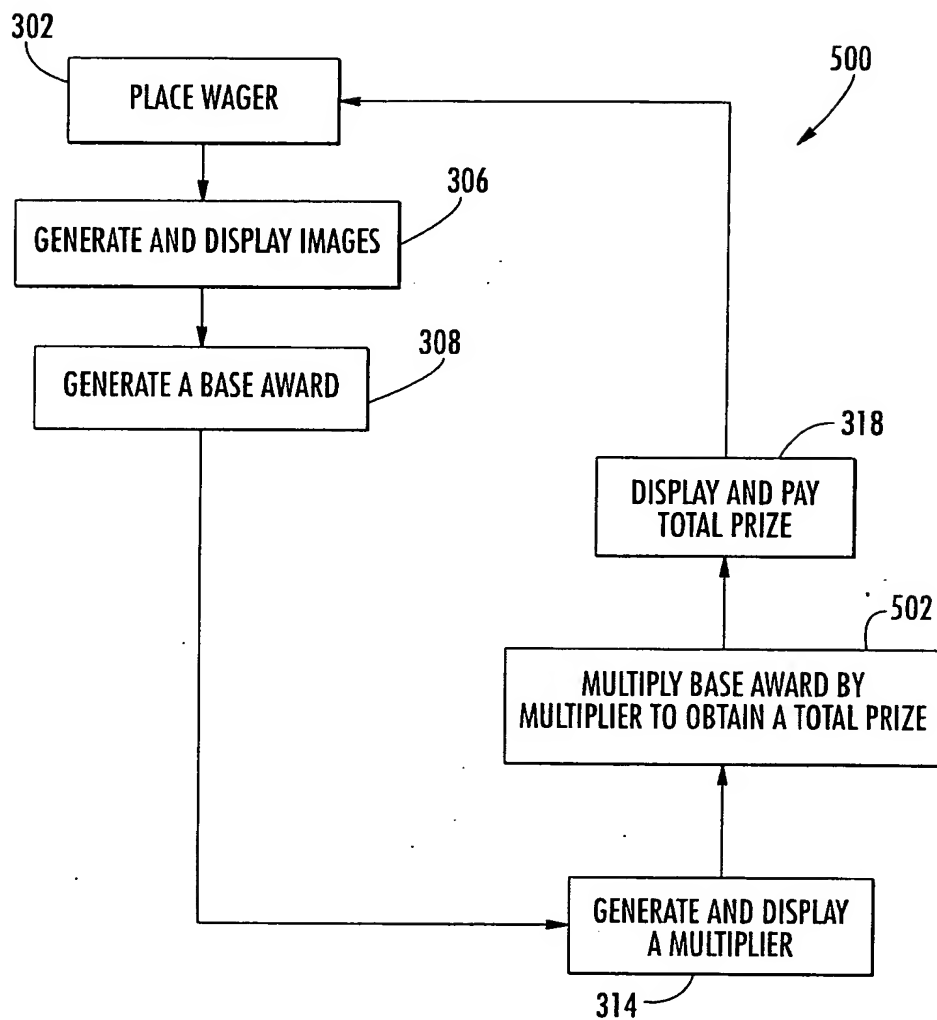 302
PLACE WAGER
500
306
GENERATE AND DISPLAY IMAGES
308
GENERATE A BASE AWARD
318
DISPLAY AND PAY
TOTAL PRIZE
502
MULTIPLY BASE AWARD BY
MULTIPLIER TO OBTAIN A TOTAL PRIZE
GENERATE AND DISPLAY
A MULTIPLIER
314